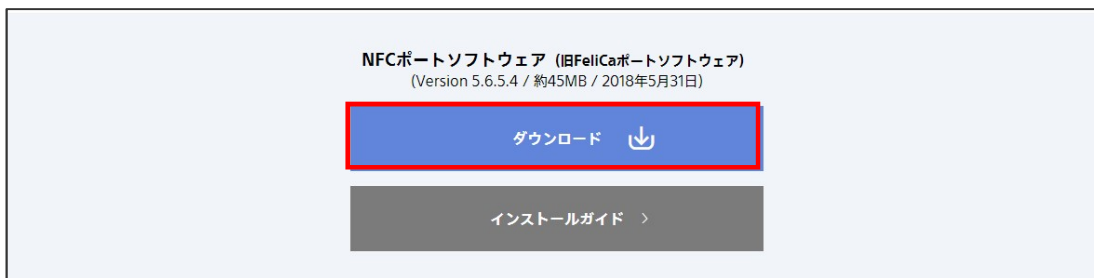 NFCポートソフトウェア（旧FeliCaポートソフトウェア）
(Version 5.6.5.4 / 約45MB / 2018年5月31日)
ダウンロード
インストールガイド >